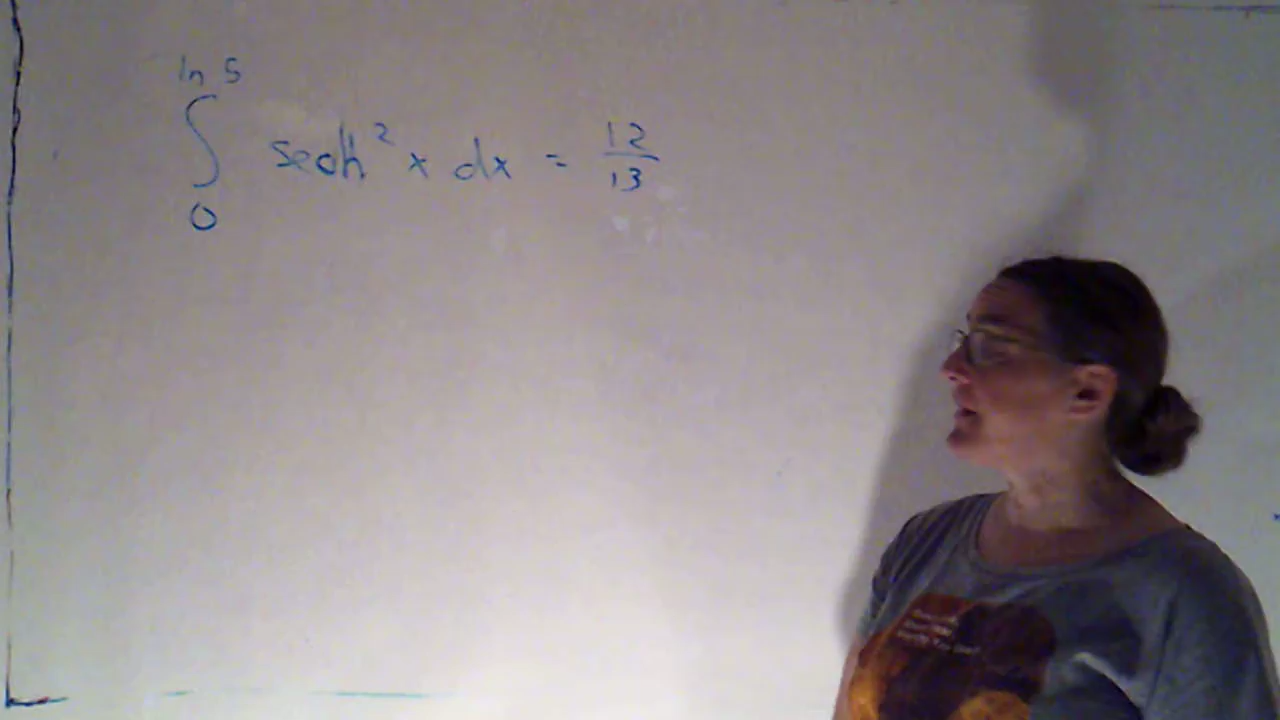 ∫₀^{ln 5} sech² x dx = 12/13